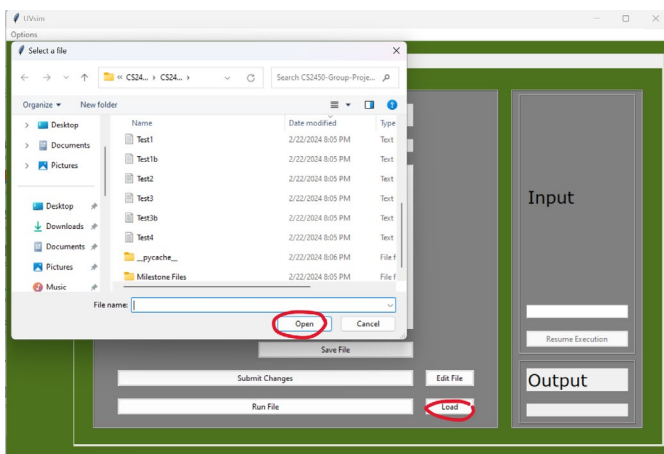 UVsim
Options
Select a file
« CS24... › CS24... ›
Search CS2450-Group-Proje...
Organize
New folder
Name
Date modified
Type
Desktop
Documents
Pictures
Desktop
Downloads
Documents
Pictures
Music
Test1
2/22/2024 8:05 PM
Text
Test1b
2/22/2024 8:05 PM
Text
Test2
2/22/2024 8:05 PM
Text
Test3
2/22/2024 8:05 PM
Text
Test3b
2/22/2024 8:05 PM
Text
Test4
2/22/2024 8:05 PM
Text
__pycache__
2/22/2024 8:06 PM
File f
Milestone Files
2/22/2024 8:05 PM
File f
File name:
Open
Cancel
Save File
Submit Changes
Edit File
Run File
Load
Input
Resume Execution
Output